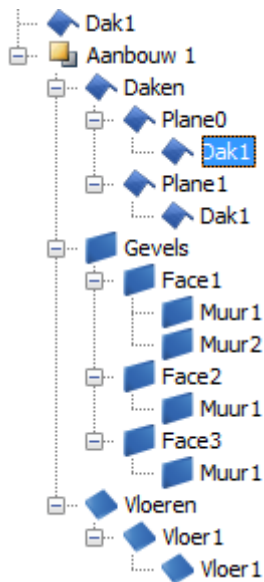 Dak1
Aanbouw 1
Daken
Plane0
Dak1
Plane1
Dak1
Gevels
Face1
Muur1
Muur2
Face2
Muur1
Face3
Muur1
Vloeren
Vloer1
Vloer1